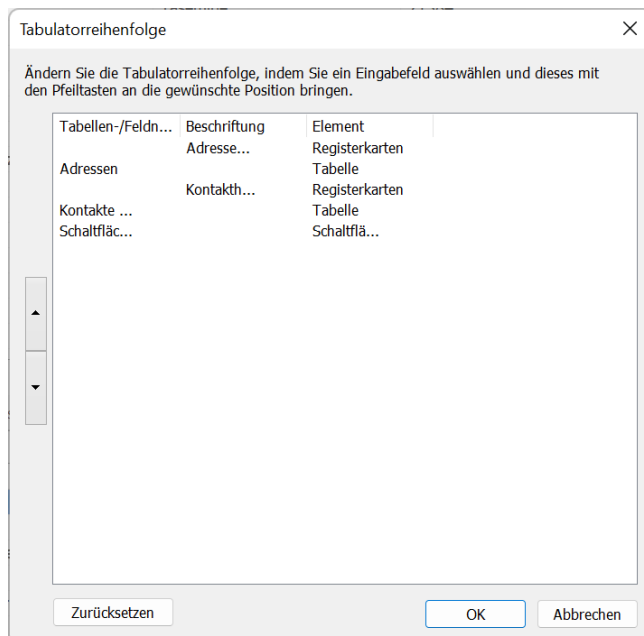 Tabulatorreihenfolge
Ändern Sie die Tabulatorreihenfolge, indem Sie ein Eingabefeld auswählen und dieses mit
den Pfeiltasten an die gewünschte Position bringen.
Tabellen-/Feldn... Beschriftung Element
Adresse... Registerkarten
Adressen Tabelle
Kontakth... Registerkarten
Kontakte ... Tabelle
Schaltfläc... Schaltflä...
Zurücksetzen OK Abbrechen